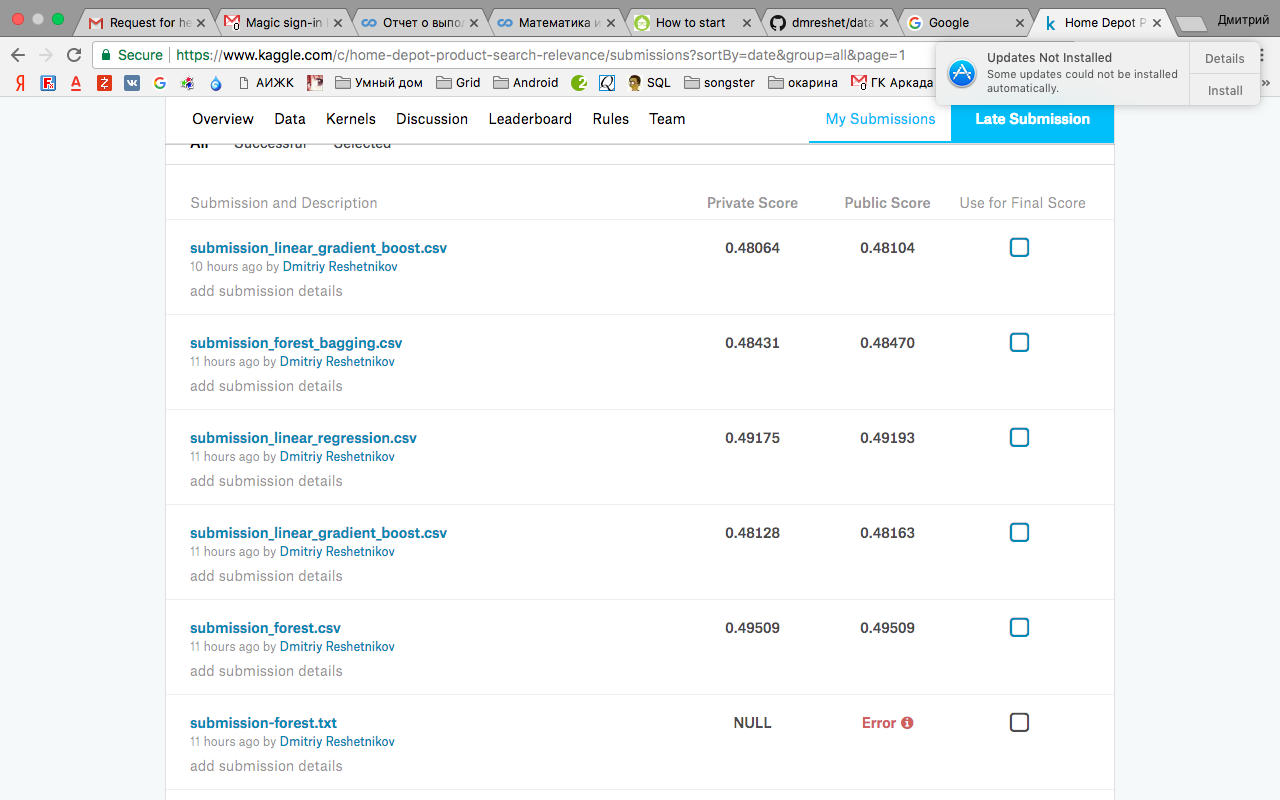 Request for he
Magic sign-in
Отчет о выпол
Математика и
How to start
dmreshet/data
Google
Home Depot P
Дмитрий
Secure
https://www.kaggle.com/c/home-depot-product-search-relevance/submissions?sortBy=date&group=all&page=1
Updates Not Installed
Some updates could not be installed
automatically.
Details
Install
АИЖК
Умный дом
Grid
Android
SQL
songster
окарина
ГК Аркада
Overview
Data
Kernels
Discussion
Leaderboard
Rules
Team
My Submissions
Late Submission
All
Successful
Selected
Submission and Description
Private Score
Public Score
Use for Final Score
submission_linear_gradient_boost.csv
0.48064
0.48104
10 hours ago by Dmitriy Reshetnikov
add submission details
submission_forest_bagging.csv
0.48431
0.48470
11 hours ago by Dmitriy Reshetnikov
add submission details
submission_linear_regression.csv
0.49175
0.49193
11 hours ago by Dmitriy Reshetnikov
add submission details
submission_linear_gradient_boost.csv
0.48128
0.48163
11 hours ago by Dmitriy Reshetnikov
add submission details
submission_forest.csv
0.49509
0.49509
11 hours ago by Dmitriy Reshetnikov
add submission details
submission-forest.txt
NULL
Error
11 hours ago by Dmitriy Reshetnikov
add submission details